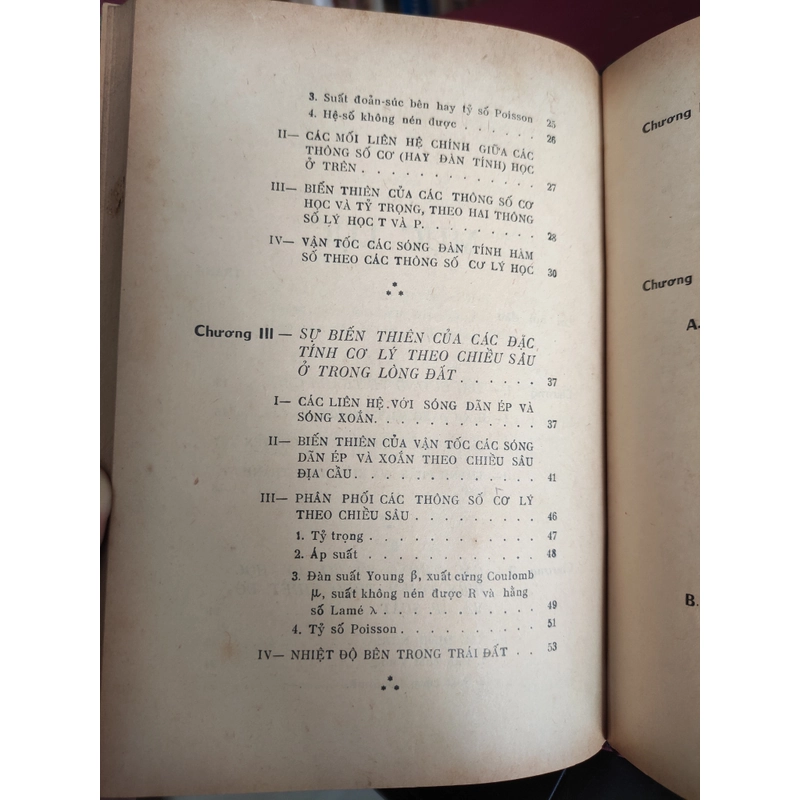 3. Suất đoản-súc bên hay tỷ số Poisson 25
4. Hệ-số không nén được . . . . . 26
II— CÁC MỐI LIÊN HỆ CHÍNH GIỮA CÁC
THÔNG SỐ CƠ (HAY ĐÀN TÍNH) HỌC
Ở TRÊN . . . . . . . . . . . . 27
III— BIẾN THIÊN CỦA CÁC THÔNG SỐ CƠ
HỌC VÀ TỶ TRỌNG, THEO HAI THÔNG
SỐ LÝ HỌC T VÀ P. . . . . . . . . 28
IV— VẬN TỐC CÁC SÓNG ĐÀN TÍNH HÀM
SỐ THEO CÁC THÔNG SỐ CƠ LÝ HỌC 30
Chương III — SỰ BIẾN THIÊN CỦA CÁC ĐẶC
TÍNH CƠ LÝ THEO CHIỀU SÂU
Ở TRONG LÒNG ĐẤT . . . . . . 37
I— CÁC LIÊN HỆ VỚI SÓNG DÃN ÉP VÀ
SÓNG XOẮN. . . . . . . . . . . . 37
II— BIẾN THIÊN CỦA VẬN TỐC CÁC SÓNG
DÃN ÉP VÀ XOẮN THEO CHIỀU SÂU
ĐỊA CẦU. . . . . . . . . . . . . 41
III— PHÂN PHỐI CÁC THÔNG SỐ CƠ LÝ
THEO CHIỀU SÂU . . . . . . . . . 46
1. Tỷ trọng . . . . . . . . . . . 47
2. Áp suất . . . . . . . . . . . 48
3. Đàn suất Young β, xuất cứng Coulomb
μ, suất không nén được R và hằng
số Lamé λ . . . . . . . . . . . 49
4. Tỷ số Poisson . . . . . . . . . 51
IV— NHIỆT ĐỘ BÊN TRONG TRÁI ĐẤT . . 53
Chương
Chương
A.
B.